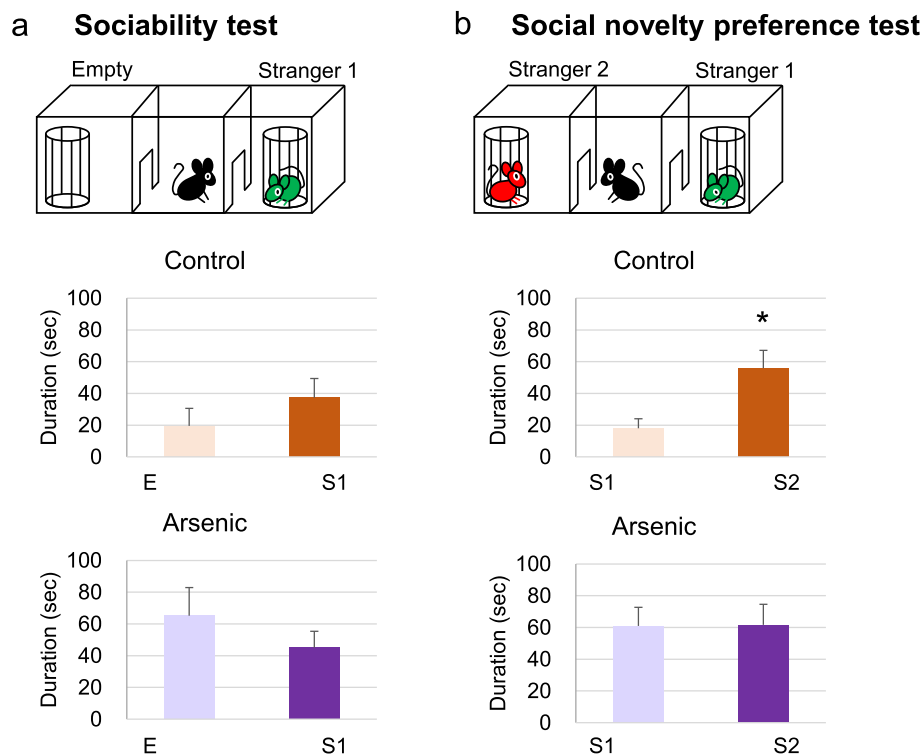 a Sociability test
Empty
Stranger 1
Control
Duration (sec)
100
80
60
40
20
0
E
S1
Arsenic
Duration (sec)
100
80
60
40
20
0
E
S1
b Social novelty preference test
Stranger 2
Stranger 1
Control
Duration (sec)
100
80
60
40
20
0
*
S1
S2
Arsenic
Duration (sec)
100
80
60
40
20
0
S1
S2